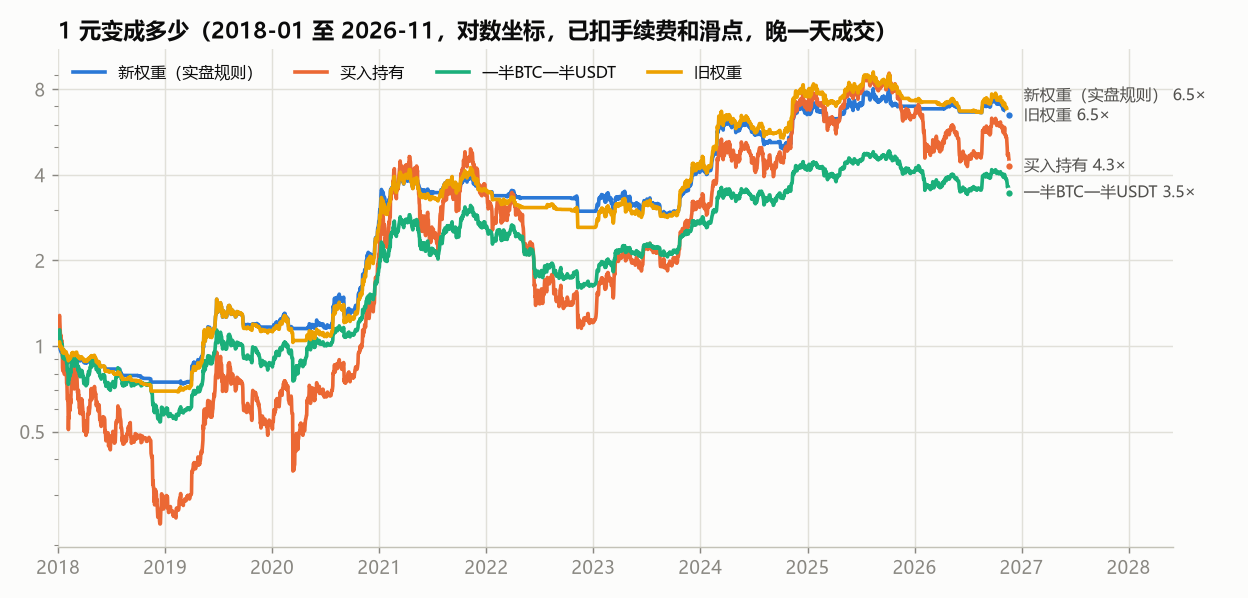 1 元变成多少（2018-01 至 2026-11，对数坐标，已扣手续费和滑点，晚一天成交）
新权重（实盘规则） 买入持有 一半BTC一半USDT 旧权重
8
4
2
1
0.5
新权重（实盘规则） 6.5×
旧权重 6.5×
买入持有 4.3×
一半BTC一半USDT 3.5×
2018 2019 2020 2021 2022 2023 2024 2025 2026 2027 2028